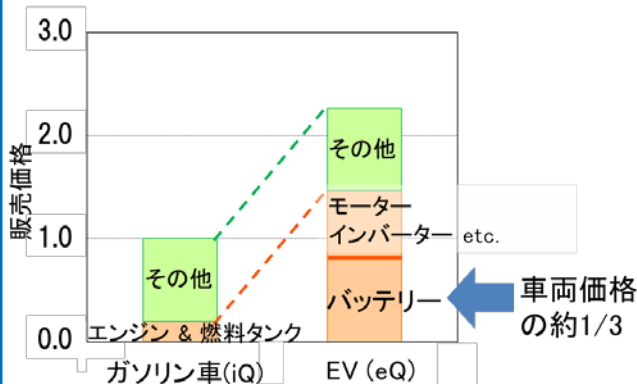 3.0
2.0
1.0
0.0
販売価格
その他
エンジン & 燃料タンク
ガソリン車(iQ)
その他
モーター
インバーター etc.
バッテリー
EV (eQ)
車両価格
の約1/3